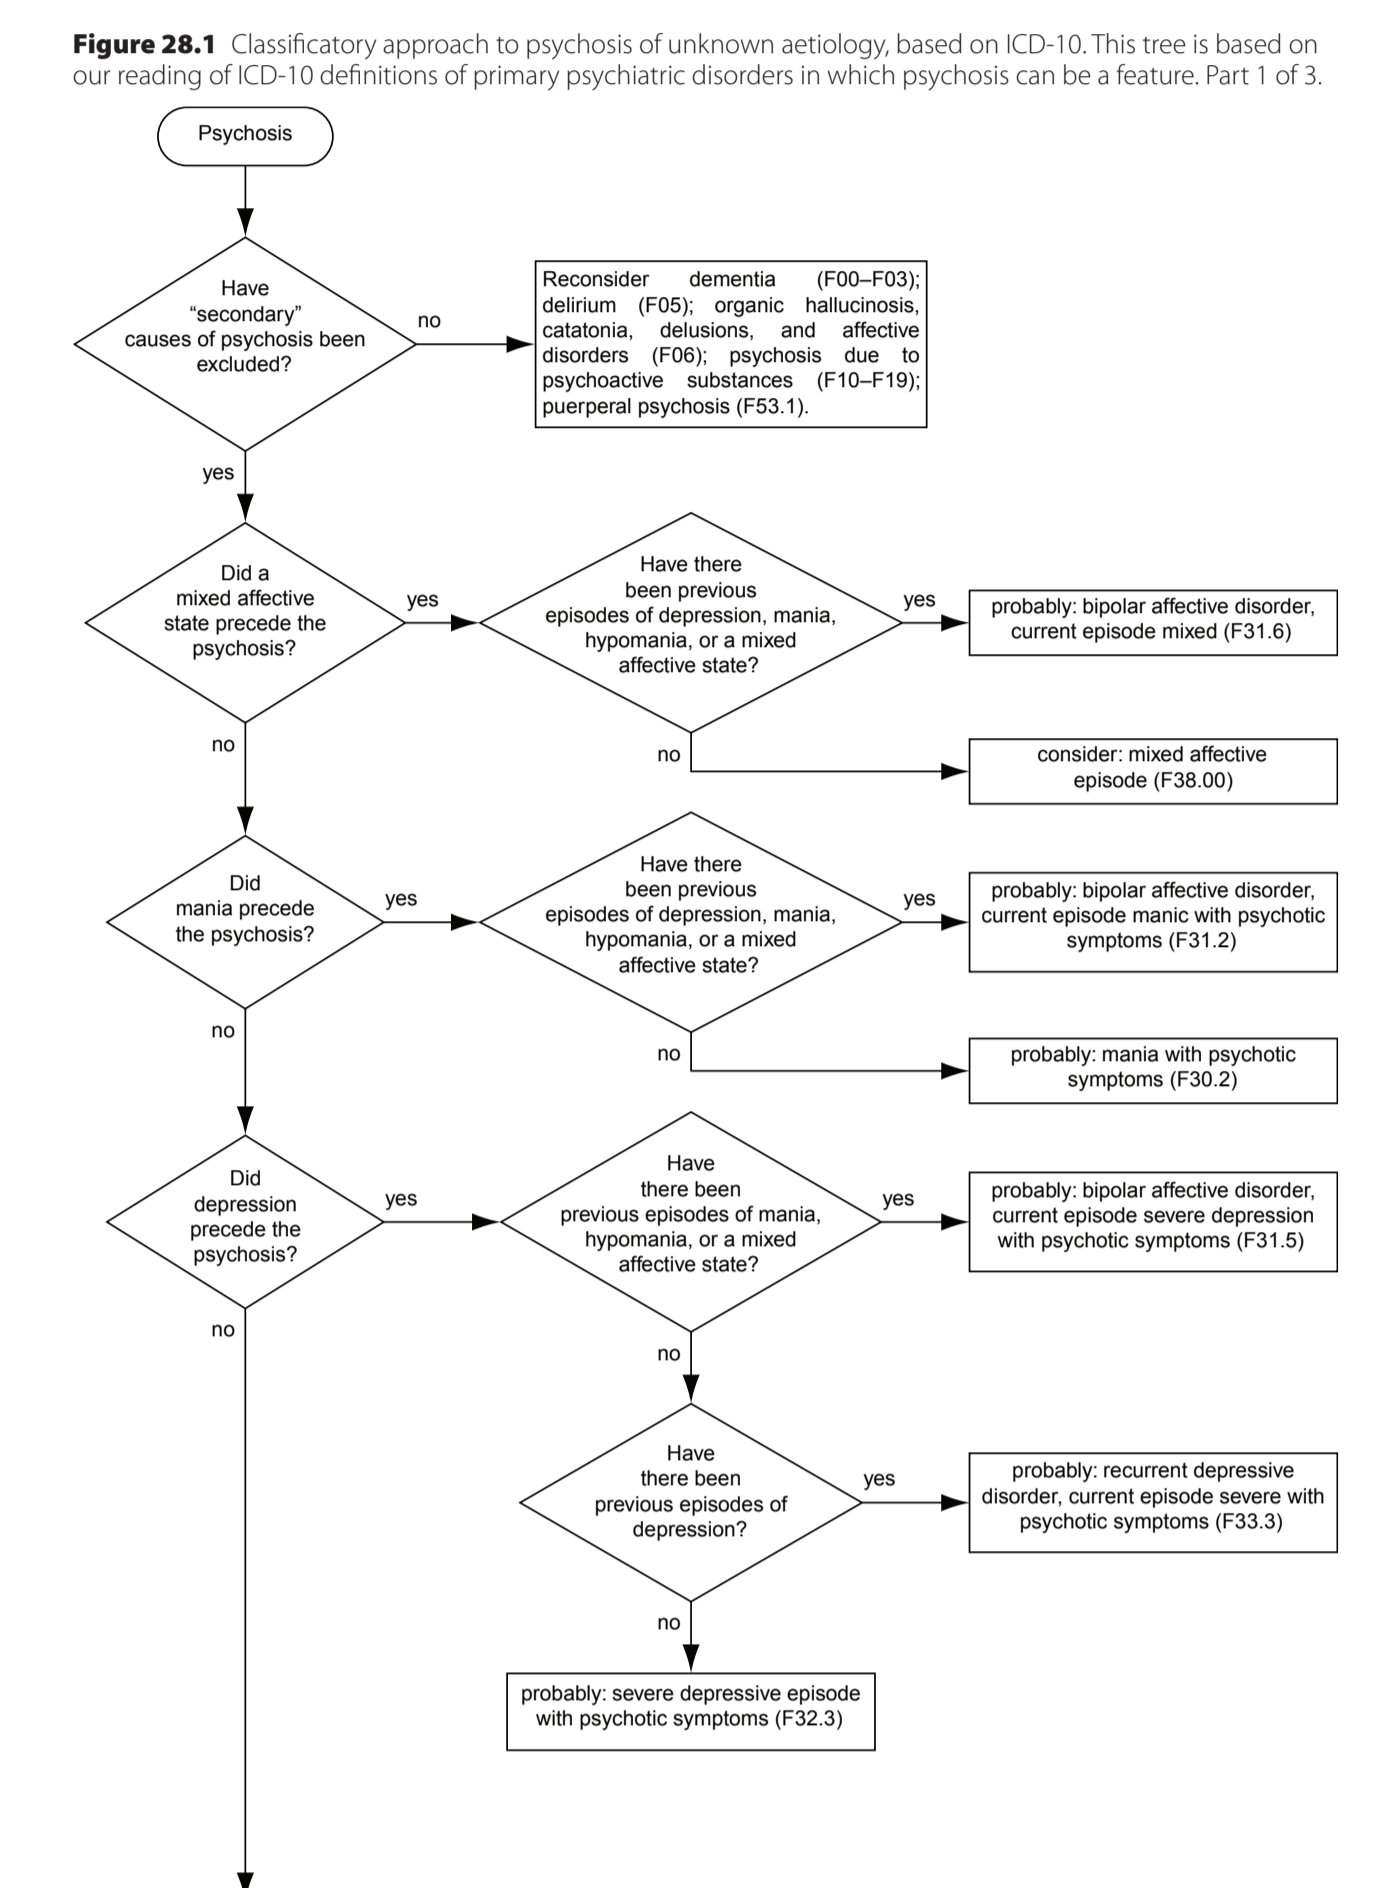 Figure 28.1 Classificatory approach to psychosis of unknown aetiology, based on ICD-10. This tree is based on
our reading of ICD-10 definitions of primary psychiatric disorders in which psychosis can be a feature. Part 1 of 3.
Psychosis
Have
“secondary”
causes of psychosis been
excluded?
no
Reconsider dementia (F00–F03);
delirium (F05); organic hallucinosis,
catatonia, delusions, and affective
disorders (F06); psychosis due to
psychoactive substances (F10–F19);
puerperal psychosis (F53.1).
yes
Did a
mixed affective
state precede the
psychosis?
yes
Have there
been previous
episodes of depression, mania,
hypomania, or a mixed
affective state?
yes
probably: bipolar affective disorder,
current episode mixed (F31.6)
no
consider: mixed affective
episode (F38.00)
no
Did
mania precede
the psychosis?
yes
Have there
been previous
episodes of depression, mania,
hypomania, or a mixed
affective state?
yes
probably: bipolar affective disorder,
current episode manic with psychotic
symptoms (F31.2)
no
probably: mania with psychotic
symptoms (F30.2)
no
Did
depression
precede the
psychosis?
yes
Have
there been
previous episodes of mania,
hypomania, or a mixed
affective state?
yes
probably: bipolar affective disorder,
current episode severe depression
with psychotic symptoms (F31.5)
no
Have
there been
previous episodes of
depression?
yes
probably: recurrent depressive
disorder, current episode severe with
psychotic symptoms (F33.3)
no
probably: severe depressive episode
with psychotic symptoms (F32.3)
no